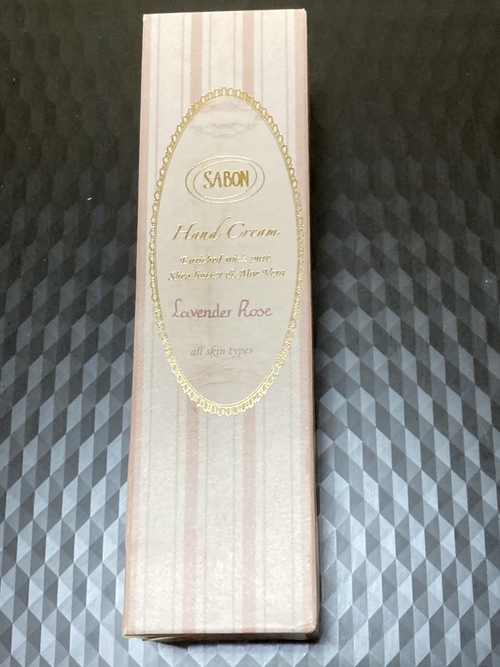 SABON
Hand Cream
Enriched with pure
Shea butter & Aloe Vera
Lavender Rose
all skin types